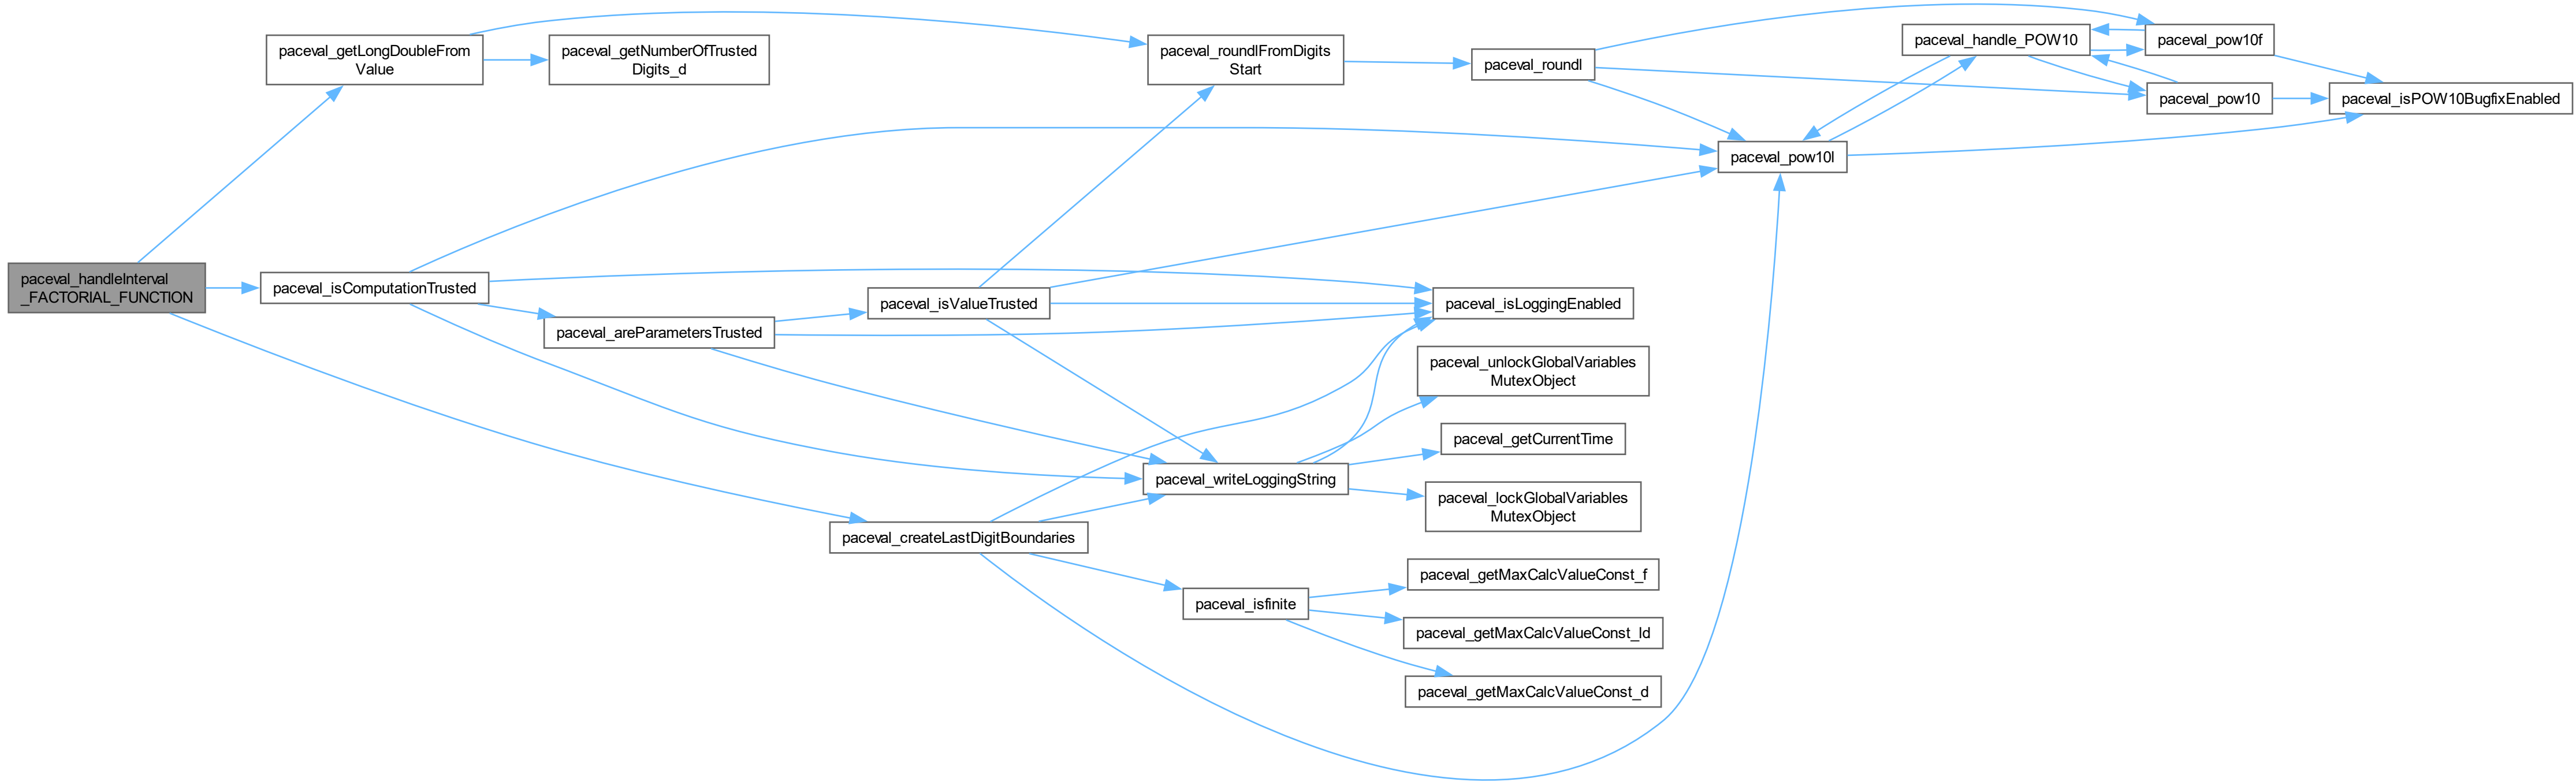 paceval_handleInterval
_FACTORIAL_FUNCTION
paceval_getLongDoubleFrom
Value
paceval_getNumberOfTrusted
Digits_d
paceval_isComputationTrusted
paceval_areParametersTrusted
paceval_isValueTrusted
paceval_createLastDigitBoundaries
paceval_roundlFromDigits
Start
paceval_writeLoggingString
paceval_isfinite
paceval_roundl
paceval_isLoggingEnabled
paceval_unlockGlobalVariables
MutexObject
paceval_getCurrentTime
paceval_lockGlobalVariables
MutexObject
paceval_getMaxCalcValueConst_f
paceval_getMaxCalcValueConst_ld
paceval_getMaxCalcValueConst_d
paceval_pow10l
paceval_handle_POW10
paceval_pow10f
paceval_pow10
paceval_isPOW10BugfixEnabled